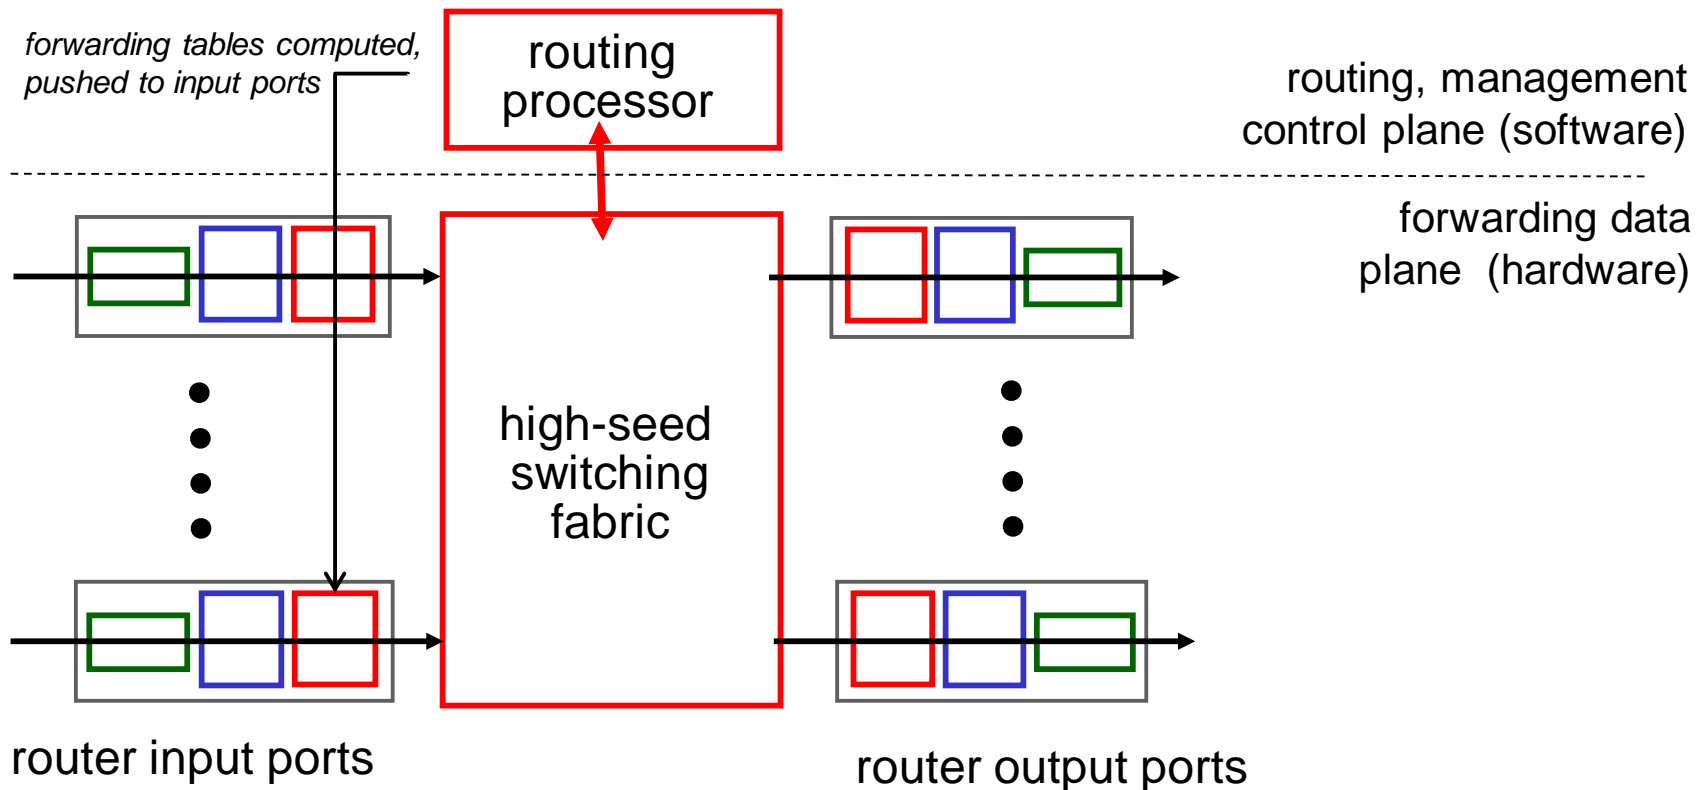 forwarding tables computed,
pushed to input ports
routing
processor
routing, management
control plane (software)
forwarding data
plane (hardware)
high-seed
switching
fabric
router input ports
router output ports